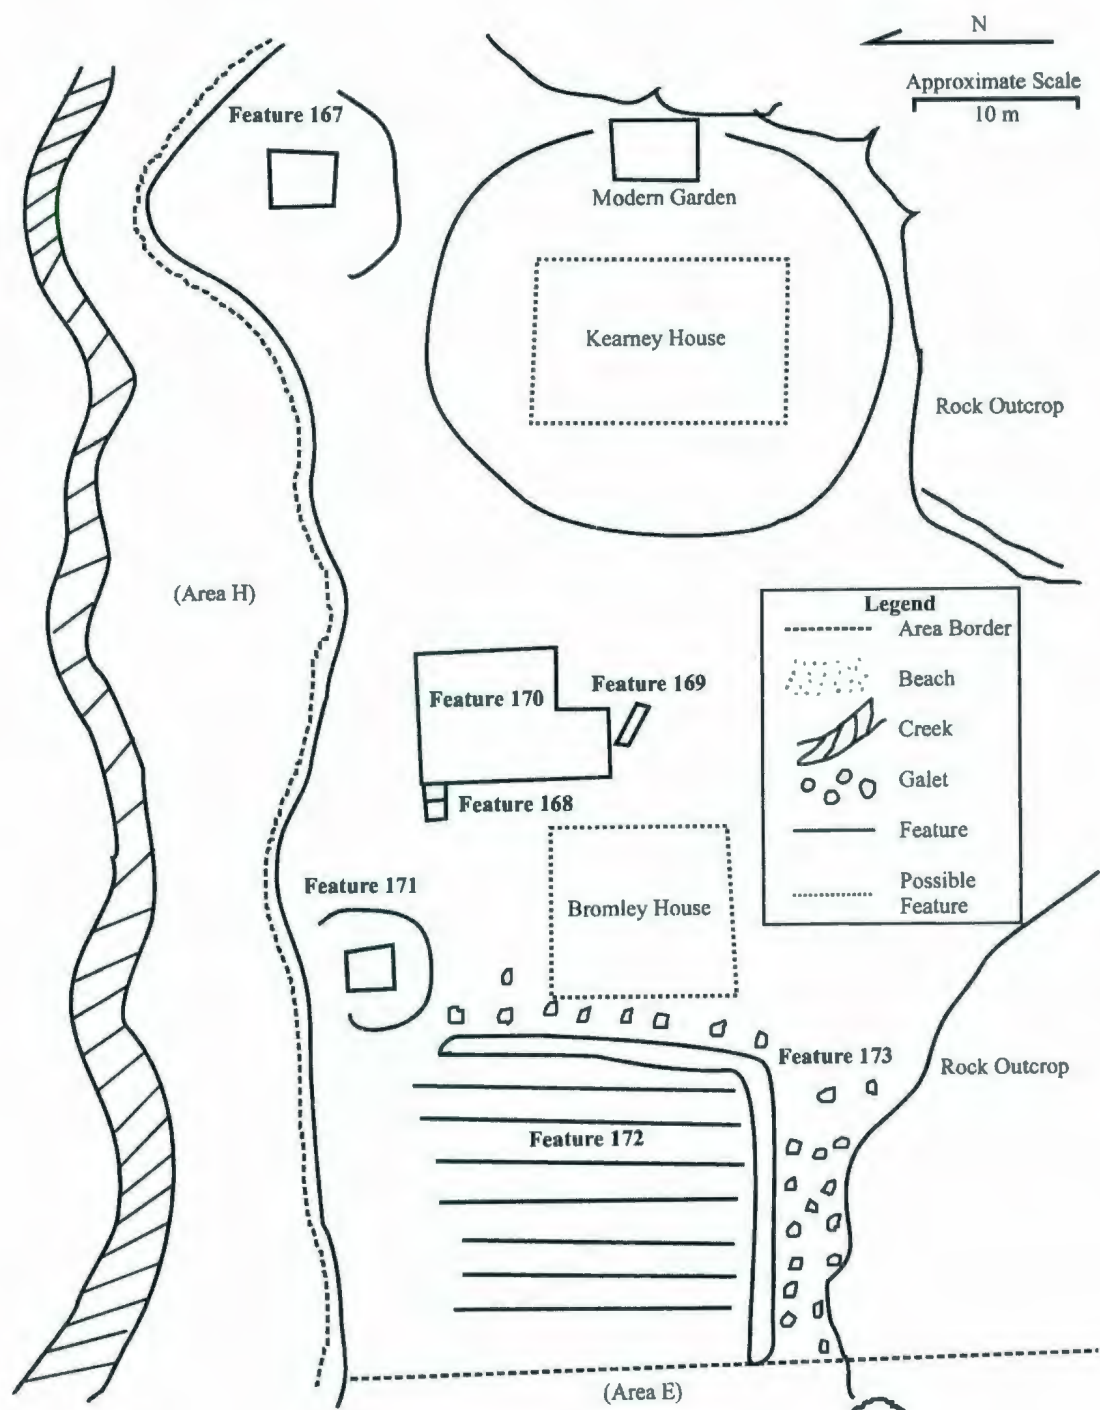 N
Approximate Scale
10 m
Feature 167
Modern Garden
Kearney House
Rock Outcrop
(Area H)
Legend
Area Border
Beach
Creek
Galet
Feature
Possible
Feature
Feature 170
Feature 169
Feature 168
Feature 171
Bromley House
Feature 173
Rock Outcrop
Feature 172
(Area E)